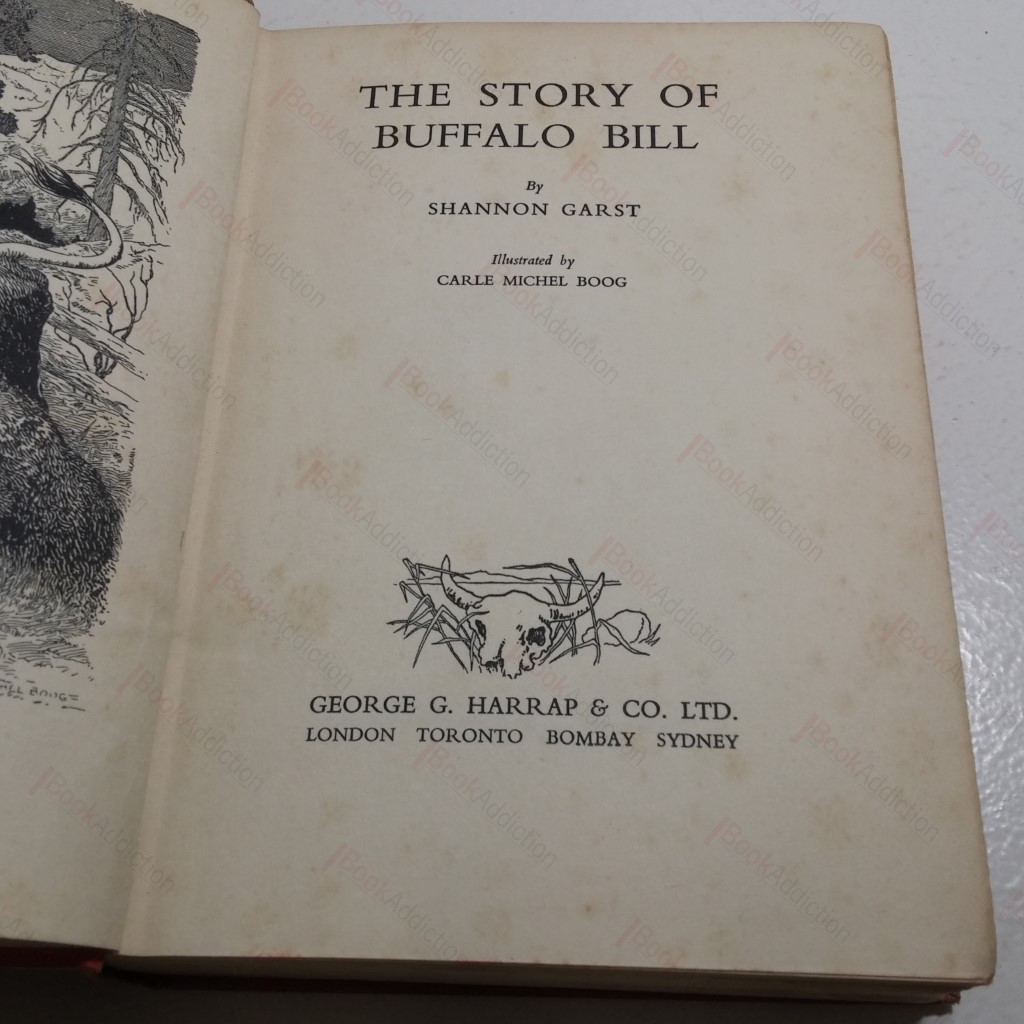 THE STORY OF
BUFFALO BILL
By
SHANNON GARST
Illustrated by
CARLE MICHEL BOOG
GEORGE G. HARRAP & CO. LTD.
LONDON TORONTO BOMBAY SYDNEY
BookAddiction